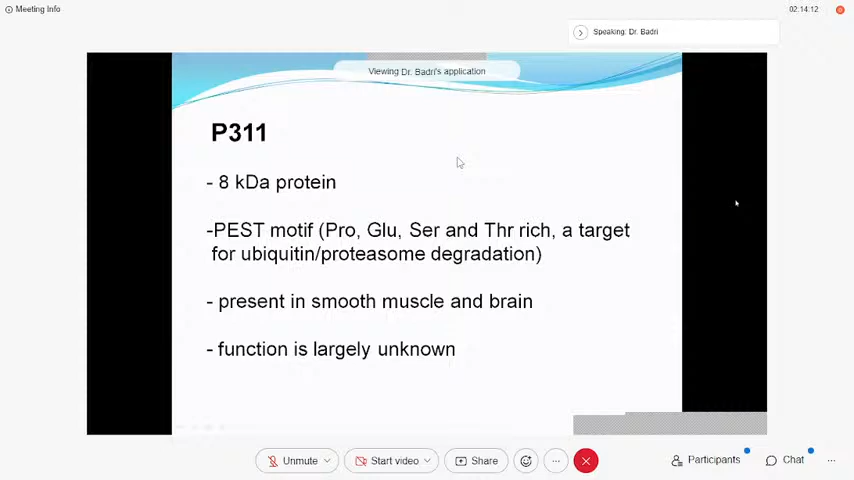 Meeting Info
02:14:12
Speaking: Dr. Badri
Viewing Dr. Badri's application
P311
- 8 kDa protein
-PEST motif (Pro, Glu, Ser and Thr rich, a target
for ubiquitin/proteasome degradation)
- present in smooth muscle and brain
- function is largely unknown
Unmute
Start video
Share
Participants
Chat